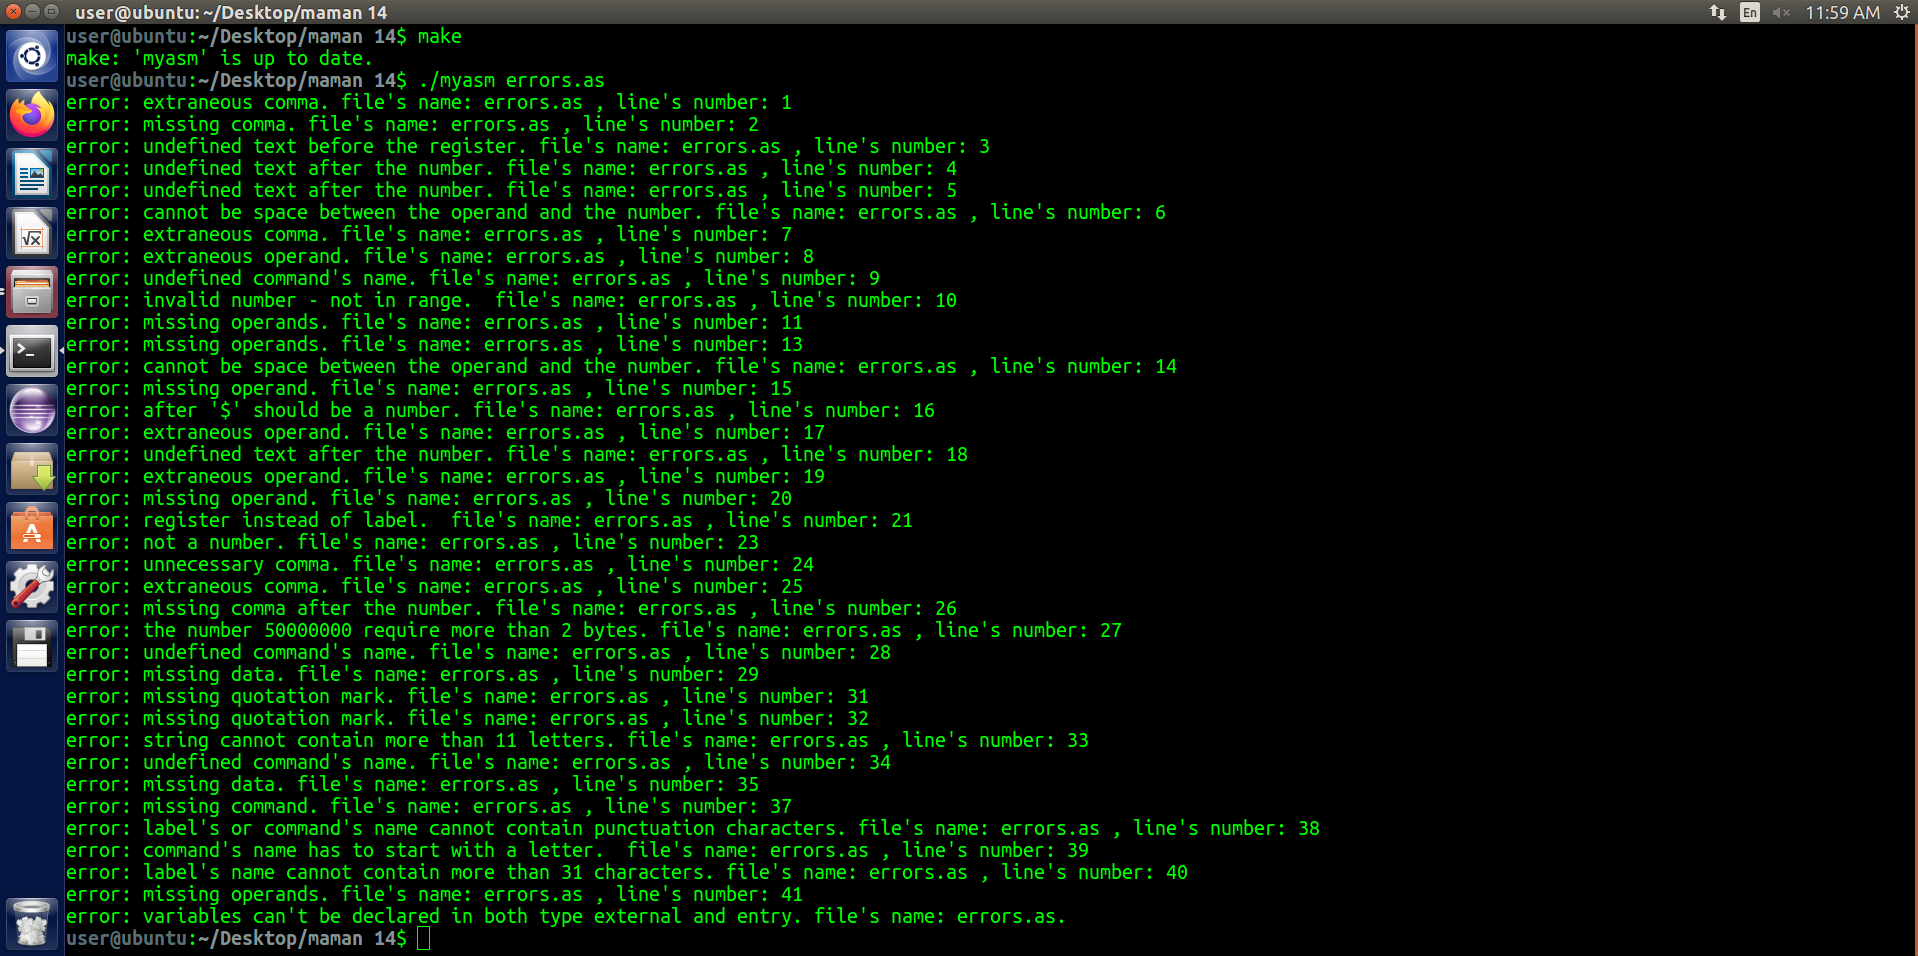 user@ubuntu: ~/Desktop/maman 14
En 11:59 AM
user@ubuntu:~/Desktop/maman 14$ make
make: 'myasm' is up to date.
user@ubuntu:~/Desktop/maman 14$ ./myasm errors.as
error: extraneous comma. file's name: errors.as , line's number: 1
error: missing comma. file's name: errors.as , line's number: 2
error: undefined text before the register. file's name: errors.as , line's number: 3
error: undefined text after the number. file's name: errors.as , line's number: 4
error: undefined text after the number. file's name: errors.as , line's number: 5
error: cannot be space between the operand and the number. file's name: errors.as , line's number: 6
error: extraneous comma. file's name: errors.as , line's number: 7
error: extraneous operand. file's name: errors.as , line's number: 8
error: undefined command's name. file's name: errors.as , line's number: 9
error: invalid number - not in range.  file's name: errors.as , line's number: 10
error: missing operands. file's name: errors.as , line's number: 11
error: missing operands. file's name: errors.as , line's number: 13
error: cannot be space between the operand and the number. file's name: errors.as , line's number: 14
error: missing operand. file's name: errors.as , line's number: 15
error: after '$' should be a number. file's name: errors.as , line's number: 16
error: extraneous operand. file's name: errors.as , line's number: 17
error: undefined text after the number. file's name: errors.as , line's number: 18
error: extraneous operand. file's name: errors.as , line's number: 19
error: missing operand. file's name: errors.as , line's number: 20
error: register instead of label.  file's name: errors.as , line's number: 21
error: not a number. file's name: errors.as , line's number: 23
error: unnecessary comma. file's name: errors.as , line's number: 24
error: extraneous comma. file's name: errors.as , line's number: 25
error: missing comma after the number. file's name: errors.as , line's number: 26
error: the number 50000000 require more than 2 bytes. file's name: errors.as , line's number: 27
error: undefined command's name. file's name: errors.as , line's number: 28
error: missing data. file's name: errors.as , line's number: 29
error: missing quotation mark. file's name: errors.as , line's number: 31
error: missing quotation mark. file's name: errors.as , line's number: 32
error: string cannot contain more than 11 letters. file's name: errors.as , line's number: 33
error: undefined command's name. file's name: errors.as , line's number: 34
error: missing data. file's name: errors.as , line's number: 35
error: missing command. file's name: errors.as , line's number: 37
error: label's or command's name cannot contain punctuation characters. file's name: errors.as , line's number: 38
error: command's name has to start with a letter.  file's name: errors.as , line's number: 39
error: label's name cannot contain more than 31 characters. file's name: errors.as , line's number: 40
error: missing operands. file's name: errors.as , line's number: 41
error: variables can't be declared in both type external and entry. file's name: errors.as.
user@ubuntu:~/Desktop/maman 14$